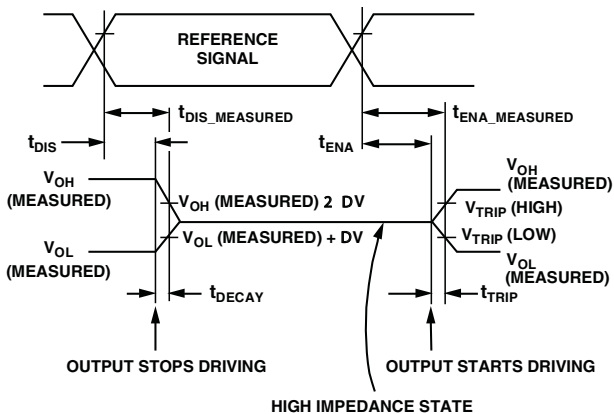 REFERENCE
SIGNAL
tDIS_MEASURED
tENA_MEASURED
tDIS
tENA
VOH
(MEASURED)
VOH (MEASURED) 2 DV
VOL (MEASURED) + DV
VOL
(MEASURED)
VOH
(MEASURED)
VTRIP (HIGH)
VTRIP (LOW)
VOL
(MEASURED)
tDECAY
tTRIP
OUTPUT STOPS DRIVING
OUTPUT STARTS DRIVING
HIGH IMPEDANCE STATE